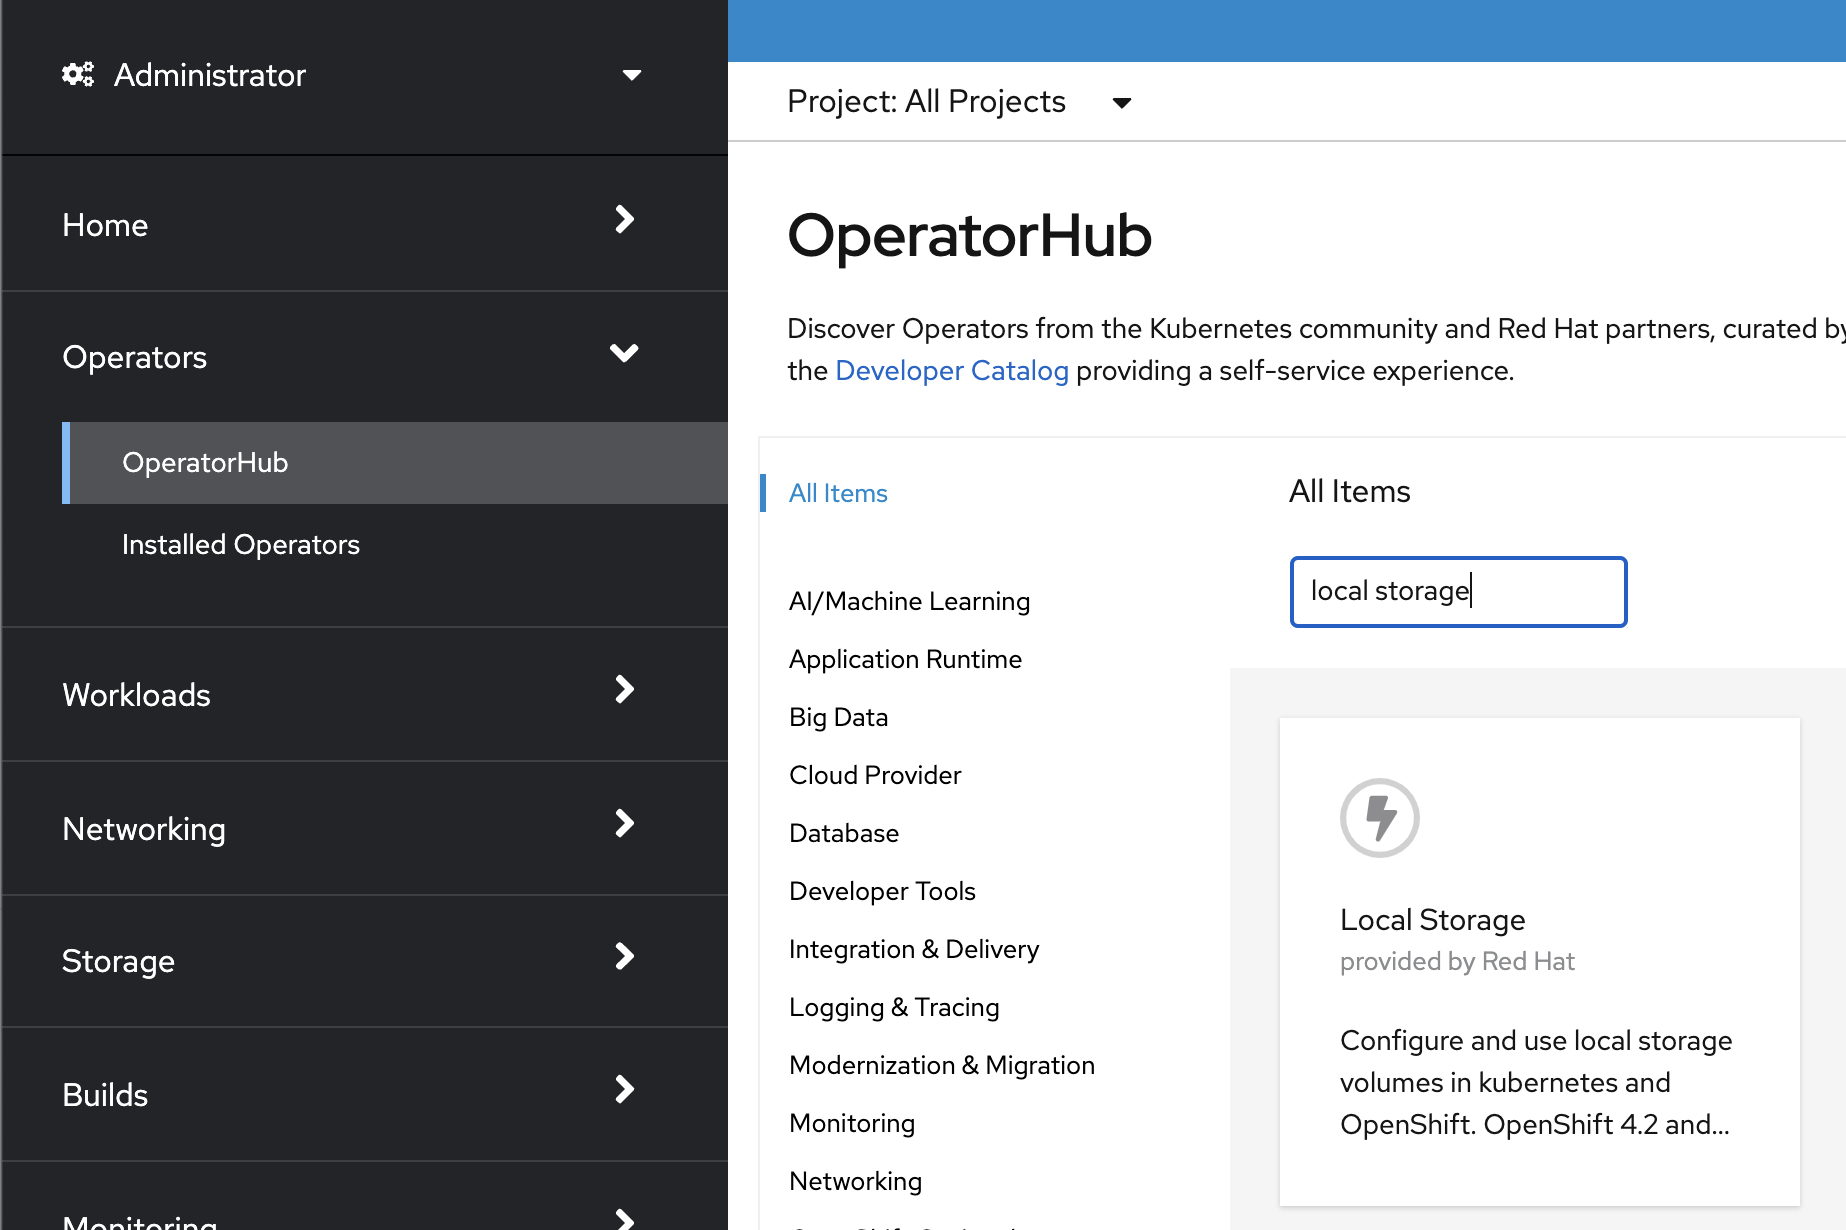 Administrator
Home
Operators
OperatorHub
Installed Operators
Workloads
Networking
Storage
Builds
Monitoring
Project: All Projects
OperatorHub
Discover Operators from the Kubernetes community and Red Hat partners, curated by
the Developer Catalog providing a self-service experience.
All Items
AI/Machine Learning
Application Runtime
Big Data
Cloud Provider
Database
Developer Tools
Integration & Delivery
Logging & Tracing
Modernization & Migration
Monitoring
Networking
All Items
local storage
Local Storage
provided by Red Hat
Configure and use local storage
volumes in kubernetes and
OpenShift. OpenShift 4.2 and...